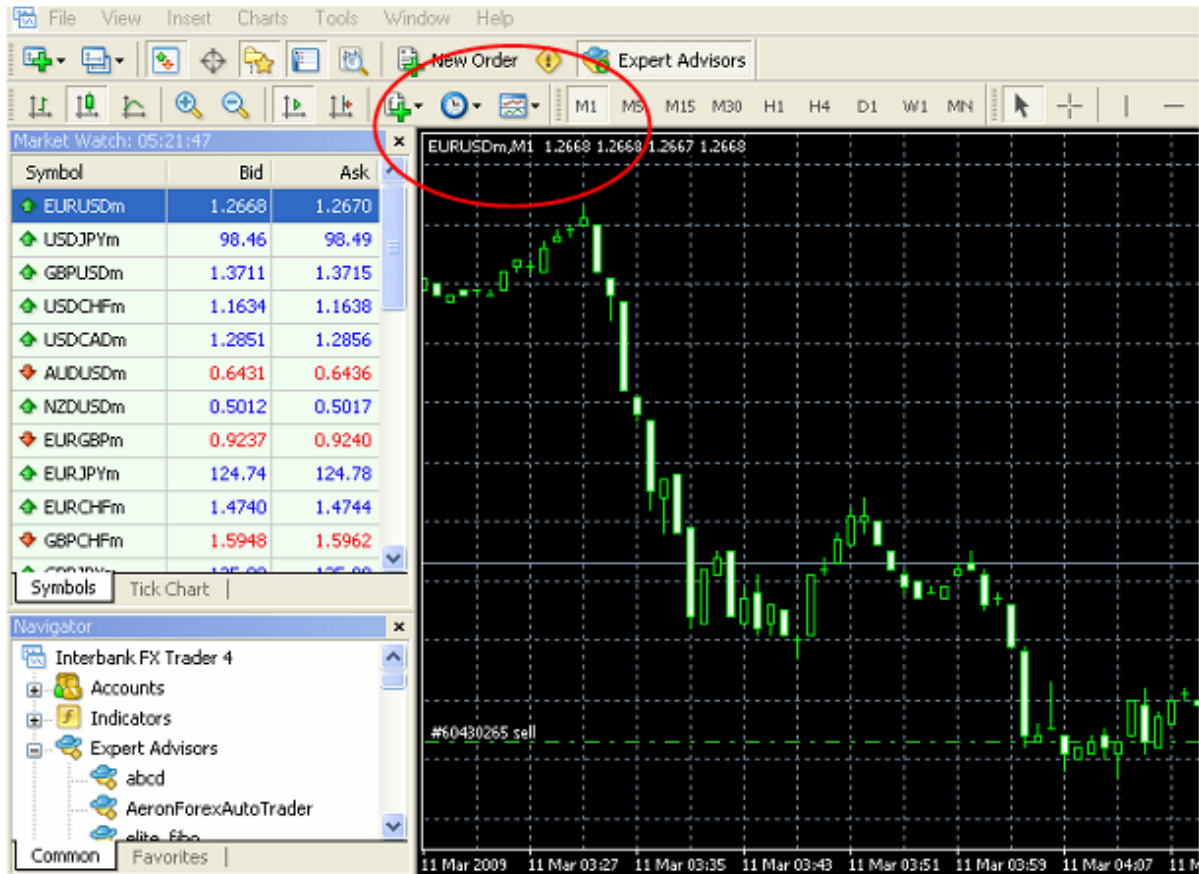 File View Insert Charts Tools Window Help
New Order Expert Advisors
M1 M5 M15 M30 H1 H4 D1 W1 MN
Market Watch: 05:21:47
Symbol Bid Ask
EURUSDm 1.2668 1.2670
USDJPYm 98.46 98.49
GBPUSDm 1.3711 1.3715
USDCHFm 1.1634 1.1638
USDCADm 1.2851 1.2856
AUDUSDm 0.6431 0.6436
NZDUSDm 0.5012 0.5017
EURGBPm 0.9237 0.9240
EURJPYm 124.74 124.78
EURCHFm 1.4740 1.4744
GBPCHFm 1.5948 1.5962
Symbols Tick Chart
Navigator
Interbank FX Trader 4
Accounts
Indicators
Expert Advisors
abcd
AeronForexAutoTrader
Common Favorites
EURUSDm,M1 1.2668 1.2668 1.2667 1.2668
#60430265 sell
11 Mar 2009 11 Mar 03:27 11 Mar 03:35 11 Mar 03:43 11 Mar 03:51 11 Mar 03:59 11 Mar 04:07